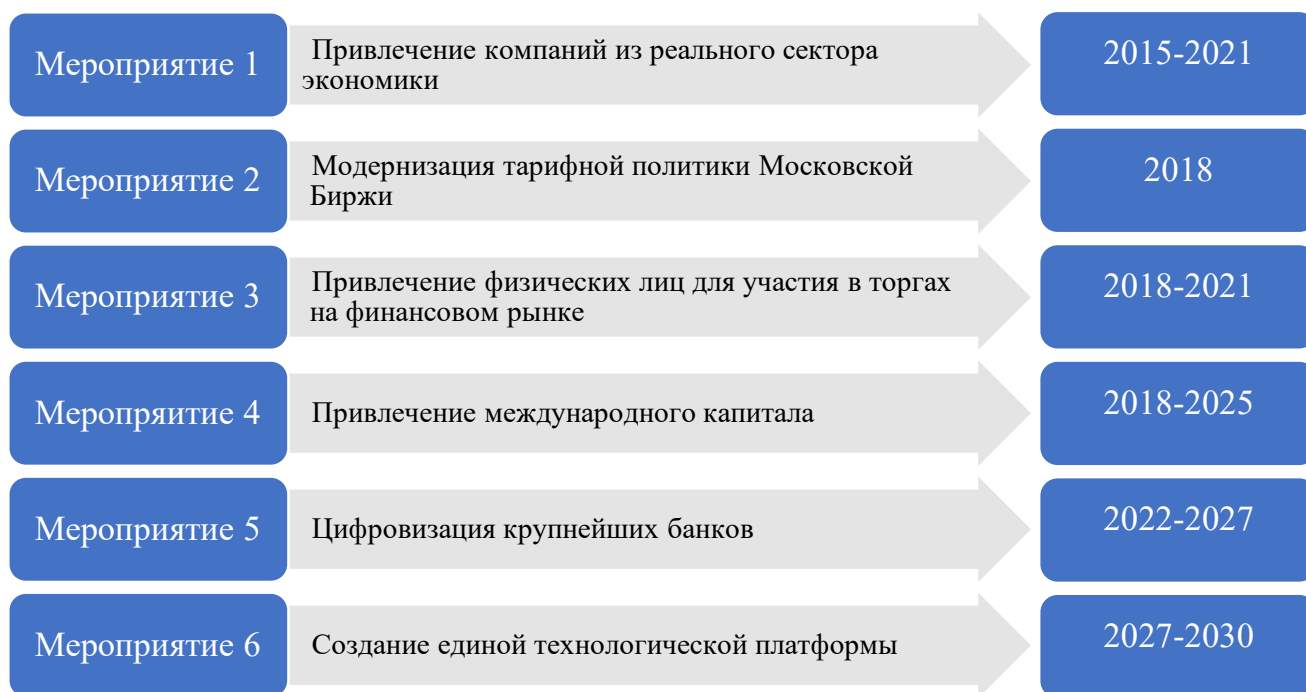 Мероприятие 1
Привлечение компаний из реального сектора
экономики
2015-2021
Мероприятие 2
Модернизация тарифной политики Московской
Биржи
2018
Мероприятие 3
Привлечение физических лиц для участия в торгах
на финансовом рынке
2018-2021
Меропряитие 4
Привлечение международного капитала
2018-2025
Мероприятие 5
Цифровизация крупнейших банков
2022-2027
Мероприятие 6
Создание единой технологической платформы
2027-2030